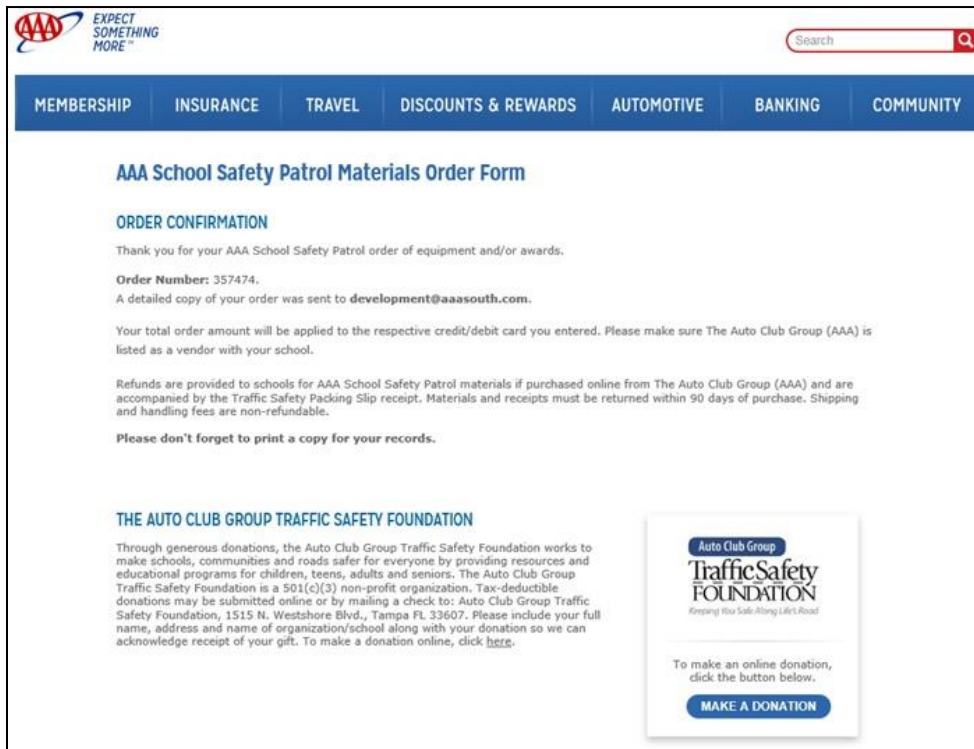 AAA
EXPECT
SOMETHING
MORE™
Search
MEMBERSHIP INSURANCE TRAVEL DISCOUNTS & REWARDS AUTOMOTIVE BANKING COMMUNITY
AAA School Safety Patrol Materials Order Form
ORDER CONFIRMATION
Thank you for your AAA School Safety Patrol order of equipment and/or awards.
Order Number: 357474.
A detailed copy of your order was sent to development@aaasouth.com.
Your total order amount will be applied to the respective credit/debit card you entered. Please make sure The Auto Club Group (AAA) is
listed as a vendor with your school.
Refunds are provided to schools for AAA School Safety Patrol materials if purchased online from The Auto Club Group (AAA) and are
accompanied by the Traffic Safety Packing Slip receipt. Materials and receipts must be returned within 90 days of purchase. Shipping
and handling fees are non-refundable.
Please don't forget to print a copy for your records.
THE AUTO CLUB GROUP TRAFFIC SAFETY FOUNDATION
Through generous donations, the Auto Club Group Traffic Safety Foundation works to
make schools, communities and roads safer for everyone by providing resources and
educational programs for children, teens, adults and seniors. The Auto Club Group
Traffic Safety Foundation is a 501(c)(3) non-profit organization. Tax-deductible
donations may be submitted online or by mailing a check to: Auto Club Group Traffic
Safety Foundation, 1515 N. Westshore Blvd., Tampa FL 33607. Please include your full
name, address and name of organization/school along with your donation so we can
acknowledge receipt of your gift. To make a donation online, click here.
Auto Club Group
Traffic Safety
FOUNDATION
Keeping You Safe Along Life's Road
To make an online donation,
click the button below.
MAKE A DONATION